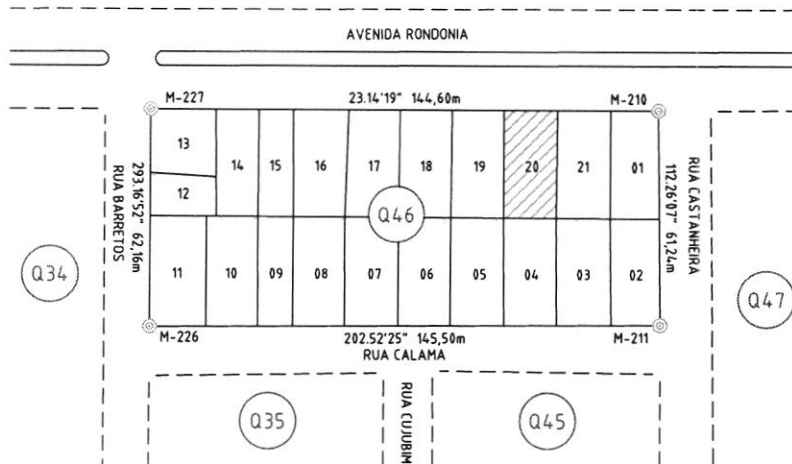 AVENIDA RONDONIA
M-227 23.14'19" 144,60m M-210
13 14 15 16 17 18 19 20 21 01
12
293.16'52" 62,16m
RUA BARRETOS
112.26'07" 61,24m
RUA CASTANHEIRA
Q46
Q34
Q47
11 10 09 08 07 06 05 04 03 02
M-226 202.52'25" 145,50m M-211
RUA CALAMA
Q35
RUA CUJUBIM
Q45